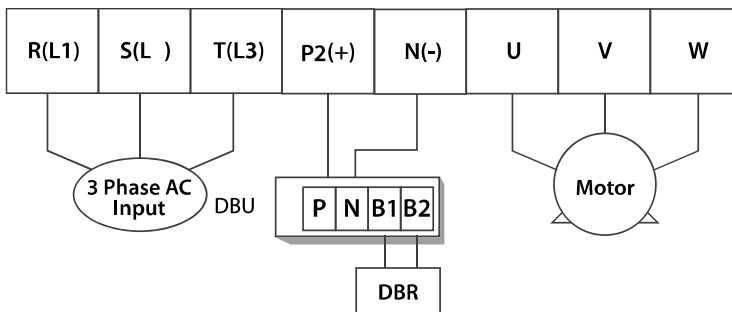 R(L1) S(L ) T(L3) P2(+) N(-) U V W
3 Phase AC
Input
DBU
P N B1 B2
Motor
DBR